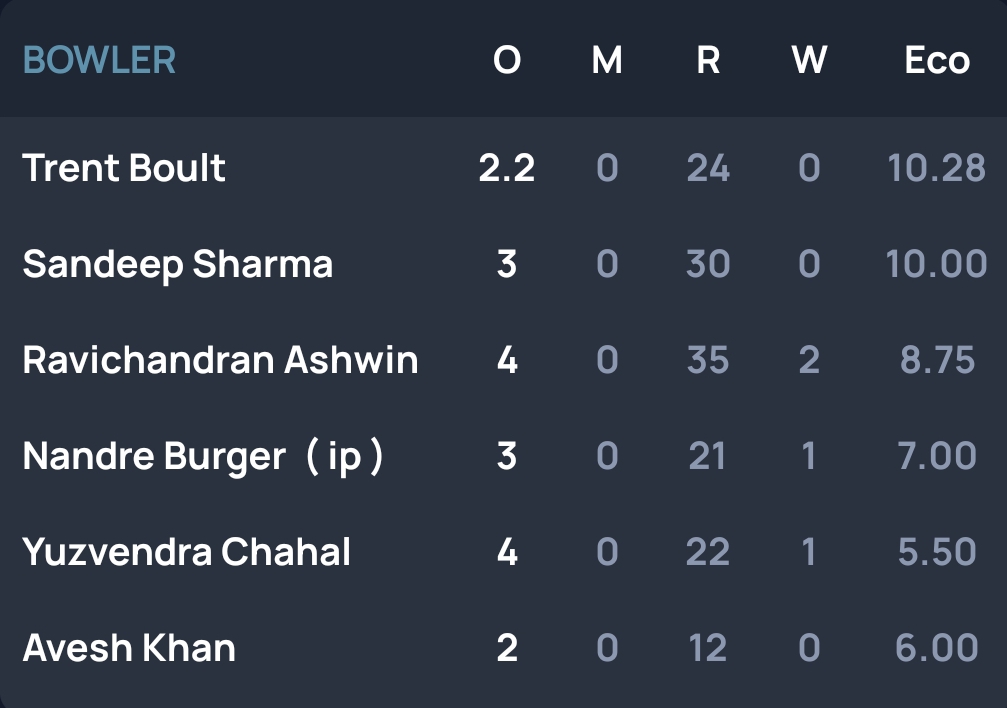 BOWLER O M R W Eco
Trent Boult 2.2 0 24 0 10.28
Sandeep Sharma 3 0 30 0 10.00
Ravichandran Ashwin 4 0 35 2 8.75
Nandre Burger ( ip ) 3 0 21 1 7.00
Yuzvendra Chahal 4 0 22 1 5.50
Avesh Khan 2 0 12 0 6.00